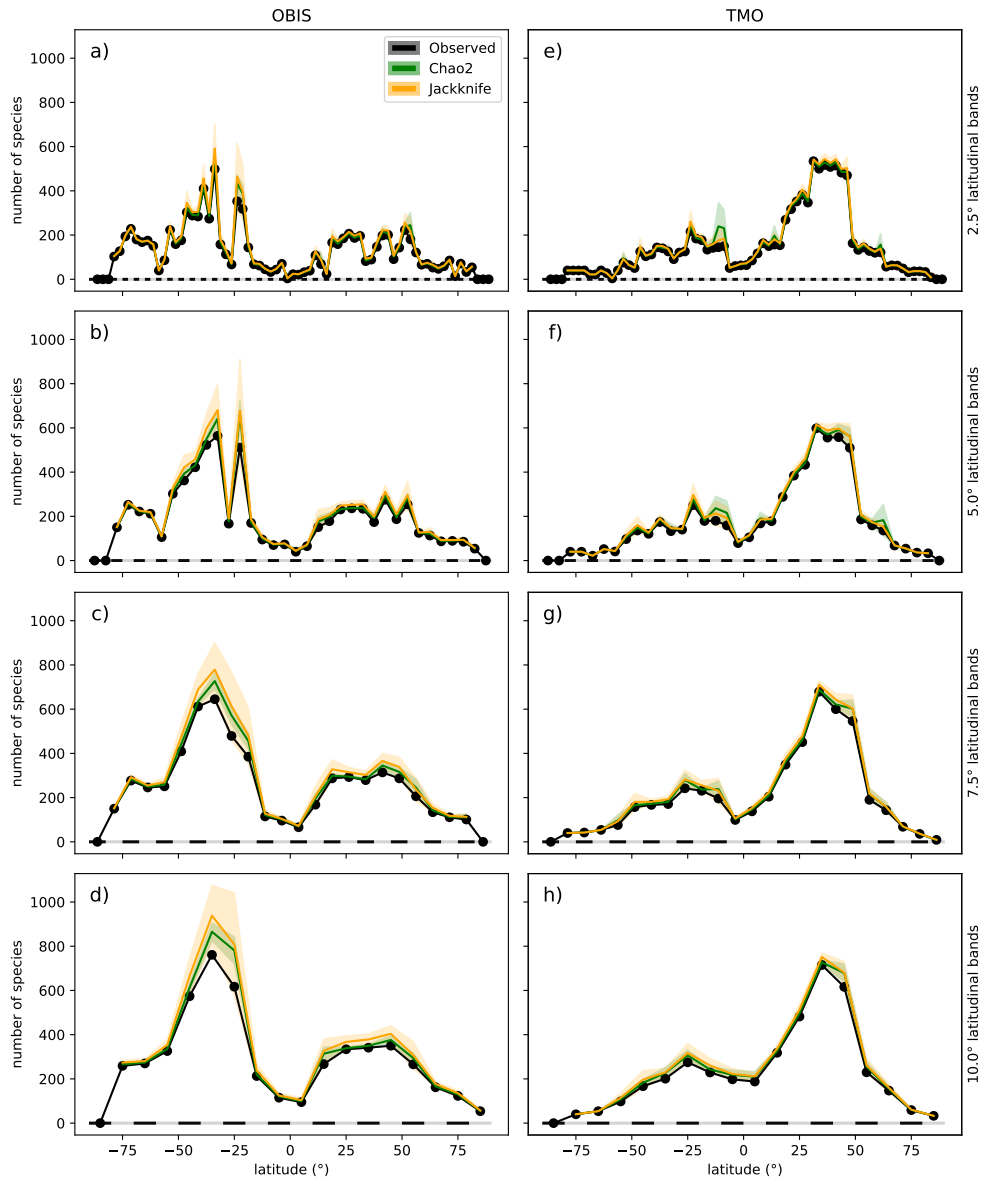 OBIS
TMO
a)
Observed
Chao2
Jackknife
1000
800
600
400
200
0
number of species
e)
2.5° latitudinal bands
b)
1000
800
600
400
200
0
number of species
f)
5.0° latitudinal bands
c)
1000
800
600
400
200
0
number of species
g)
7.5° latitudinal bands
d)
1000
800
600
400
200
0
number of species
h)
10.0° latitudinal bands
−75 −50 −25 0 25 50 75
latitude (°)
−75 −50 −25 0 25 50 75
latitude (°)